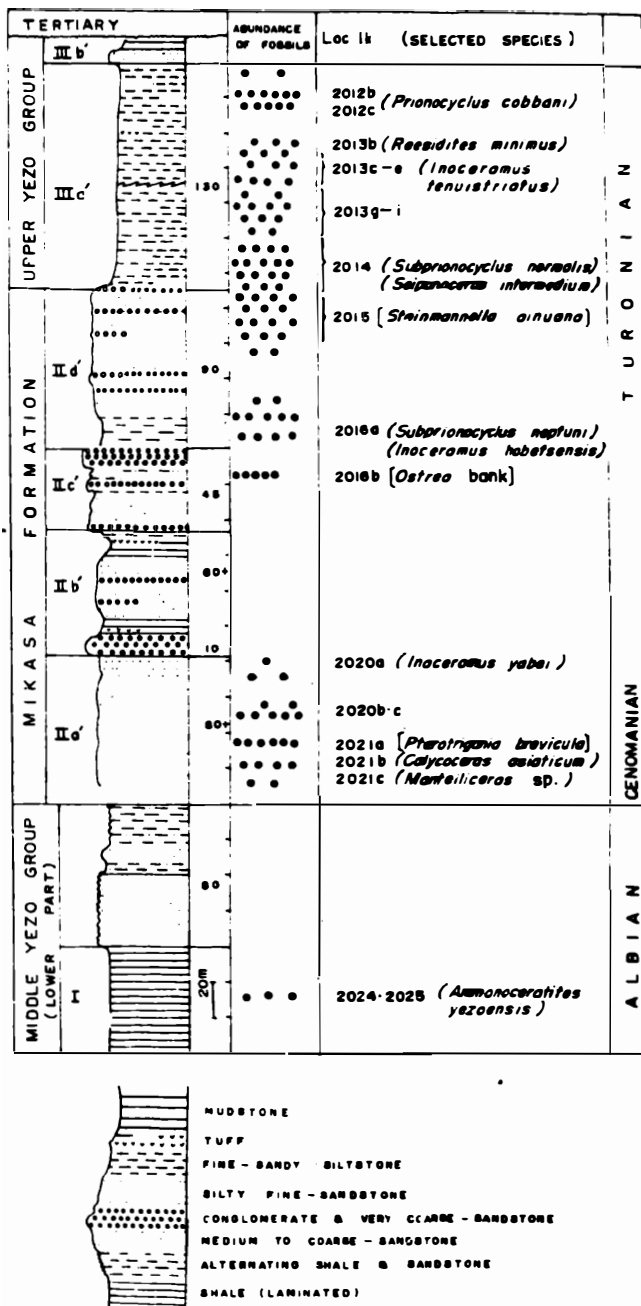 TERTIARY
ABUNDANCE OF FOSSILS
Loc Ik (SELECTED SPECIES)
III b'
UPPER YEZO GROUP
III c'
130
2012b
2012c (Prionocyclus cobbani)
2013b (Reesidites minimus)
2013c-e (Inoceramus
tenuistriatus)
2013g-i
2014 (Subprionocyclus normalis)
(Scipanoceras intermedium)
TURONIAN
MIKASA FORMATION
II d'
90
2015 [Steinmannella ainuana]
2016a (Subprionocyclus neptuni)
(Inoceramus hobetsensis)
II c'
45
2016b [Ostrea bank]
II b'
60+
10
II a'
60+
2020a (Inoceramus yabei)
2020b-c
2021a [Pterotrigonia brevicula]
2021b (Calycoceras asiaticum)
2021c (Manteiliceras sp.)
CENOMANIAN
MIDDLE YEZO GROUP
(LOWER PART)
80
I
20m
2024·2025 (Ammonoceratites
yezoensis)
ALBIAN
MUDSTONE
TUFF
FINE-SANDY SILTSTONE
SILTY FINE-SANDSTONE
CONGLOMERATE & VERY COARSE-SANDSTONE
MEDIUM TO COARSE-SANDSTONE
ALTERNATING SHALE & SANDSTONE
SHALE (LAMINATED)